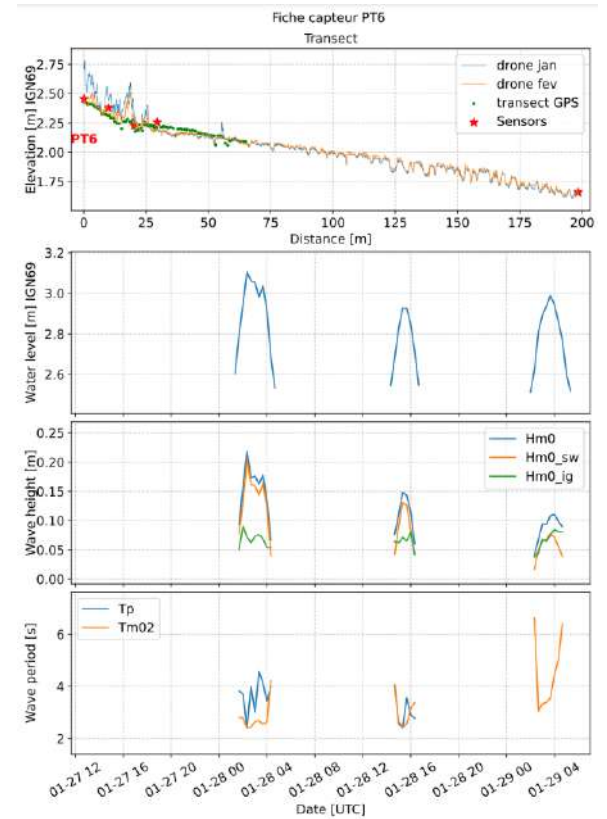 Fiche capteur PT6
Transect
Elevation [m] IGN69
2.75
2.50
2.25
2.00
1.75
drone jan
drone fev
transect GPS
Sensors
PT6
0 25 50 75 100 125 150 175 200
Distance [m]
Water level [m] IGN69
3.2
3.0
2.8
2.6
Wave height [m]
0.25
0.20
0.15
0.10
0.05
0.00
Hm0
Hm0_sw
Hm0_ig
Wave period [s]
6
4
2
Tp
Tm02
01-27 12 01-27 16 01-27 20 01-28 00 01-28 04 01-28 08 01-28 12 01-28 16 01-28 20 01-29 00 01-29 04
Date [UTC]